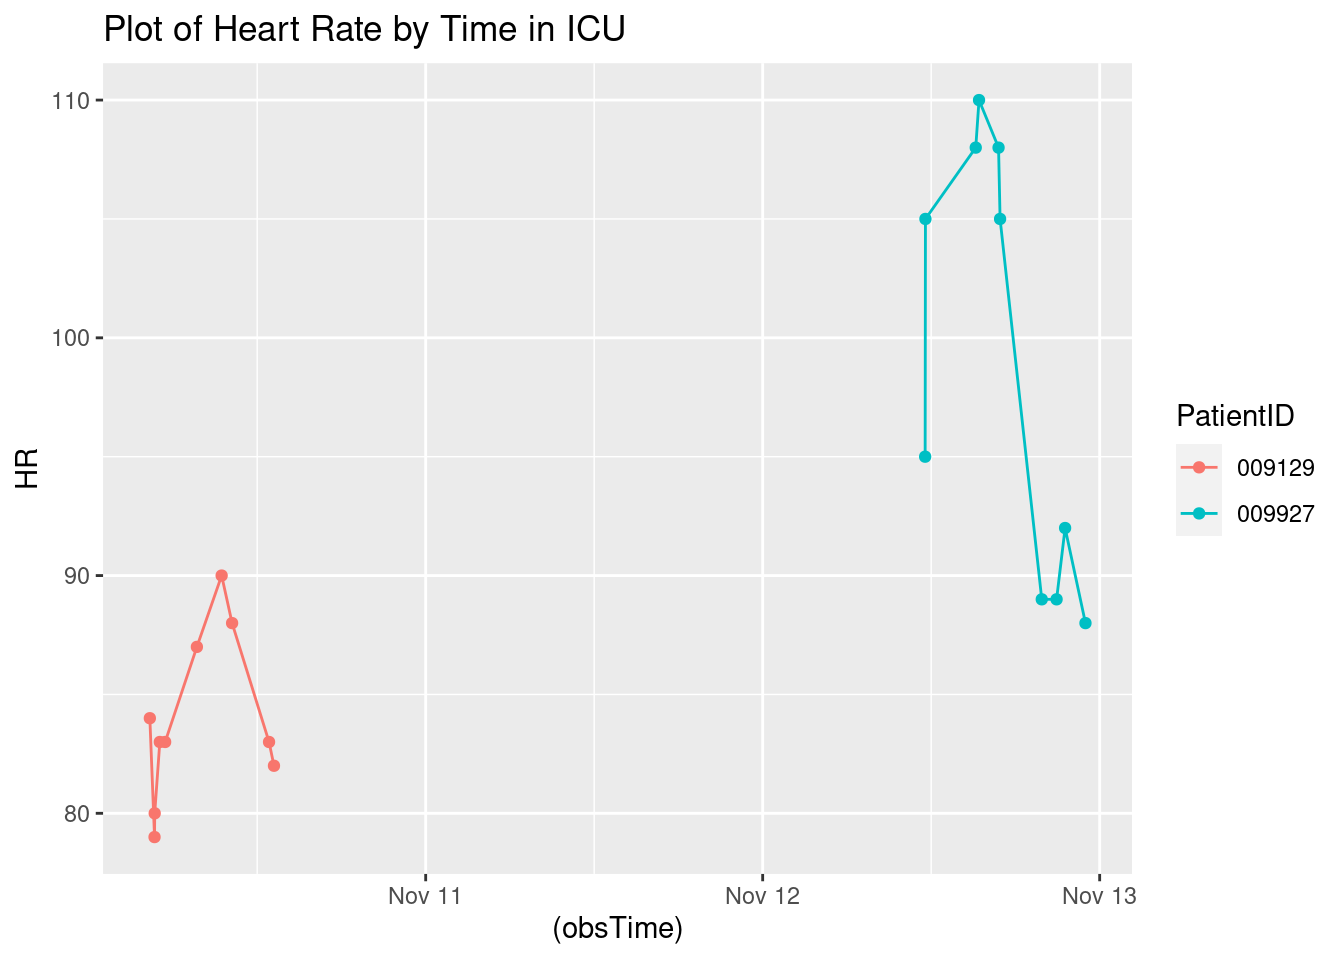 Plot of Heart Rate by Time in ICU
110
100
90
80
HR
Nov 11
Nov 12
Nov 13
(obsTime)
PatientID
009129
009927